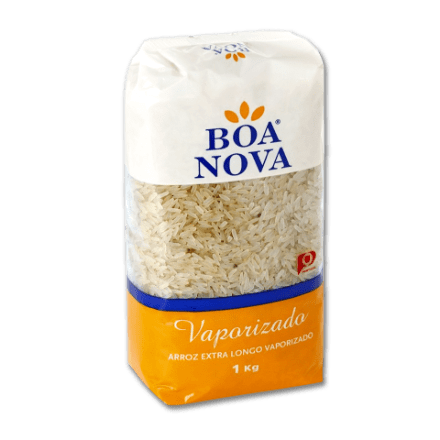 BOA®
NOVA
Vaporizado
ARROZ EXTRA LONGO VAPORIZADO
1 Kg